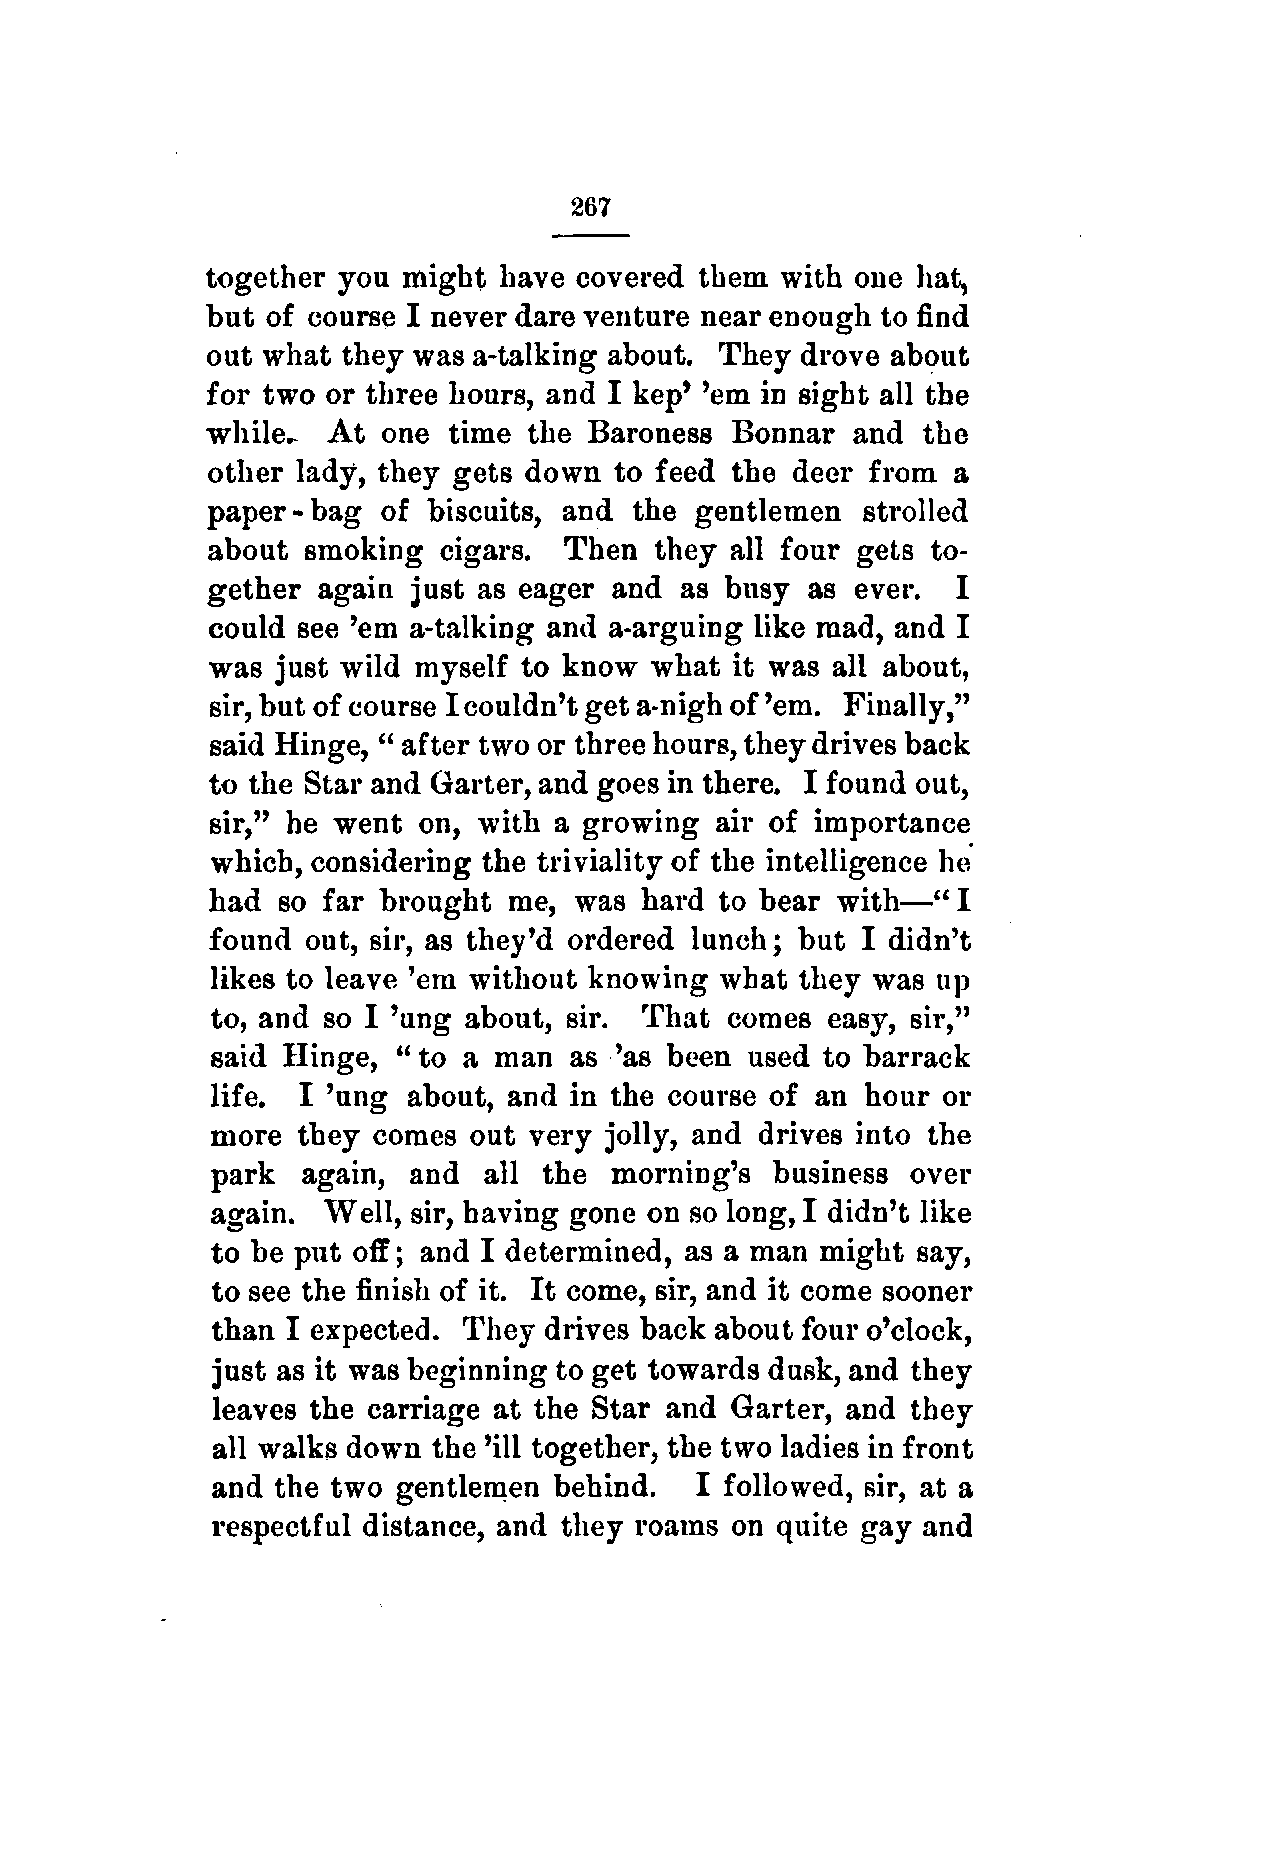 267
together you might have covered them with one hat,
but of course I never dare venture near enough to find
out what they was a-talking about. They drove about
for two or three hours, and I kep’ ’em in sight all the
while. At one time the Baroness Bonnar and the
other lady, they gets down to feed the deer from a
paper-bag of biscuits, and the gentlemen strolled
about smoking cigars. Then they all four gets to-
gether again just as eager and as busy as ever. I
could see ’em a-talking and a-arguing like mad, and I
was just wild myself to know what it was all about,
sir, but of course I couldn’t get a-nigh of ’em. Finally,”
said Hinge, “after two or three hours, they drives back
to the Star and Garter, and goes in there. I found out,
sir,” he went on, with a growing air of importance
which, considering the triviality of the intelligence he
had so far brought me, was hard to bear with—“I
found out, sir, as they’d ordered lunch; but I didn’t
likes to leave ’em without knowing what they was up
to, and so I ’ung about, sir. That comes easy, sir,”
said Hinge, “to a man as ’as been used to barrack
life. I ’ung about, and in the course of an hour or
more they comes out very jolly, and drives into the
park again, and all the morning’s business over
again. Well, sir, having gone on so long, I didn’t like
to be put off; and I determined, as a man might say,
to see the finish of it. It come, sir, and it come sooner
than I expected. They drives back about four o’clock,
just as it was beginning to get towards dusk, and they
leaves the carriage at the Star and Garter, and they
all walks down the ’ill together, the two ladies in front
and the two gentlemen behind. I followed, sir, at a
respectful distance, and they roams on quite gay and